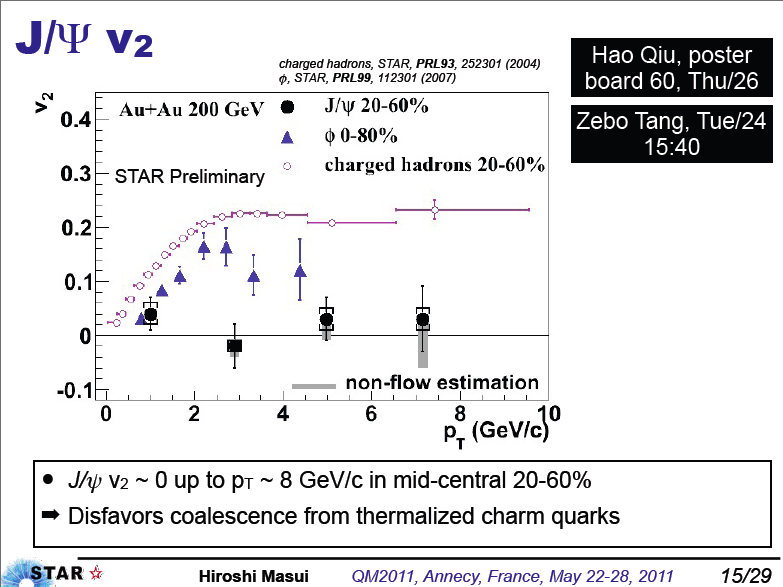 J/Ψ v2
charged hadrons, STAR, PRL93, 252301 (2004)
ϕ, STAR, PRL99, 112301 (2007)
Hao Qiu, poster
board 60, Thu/26
Zebo Tang, Tue/24
15:40
v2
Au+Au 200 GeV
J/ψ 20-60%
ϕ 0-80%
charged hadrons 20-60%
STAR Preliminary
0.4
0.3
0.2
0.1
0
-0.1
non-flow estimation
0 2 4 6 8 10
pT (GeV/c)
● J/ψ v2 ~ 0 up to pT ~ 8 GeV/c in mid-central 20-60%
➡ Disfavors coalescence from thermalized charm quarks
STAR
Hiroshi Masui
QM2011, Annecy, France, May 22-28, 2011
15/29